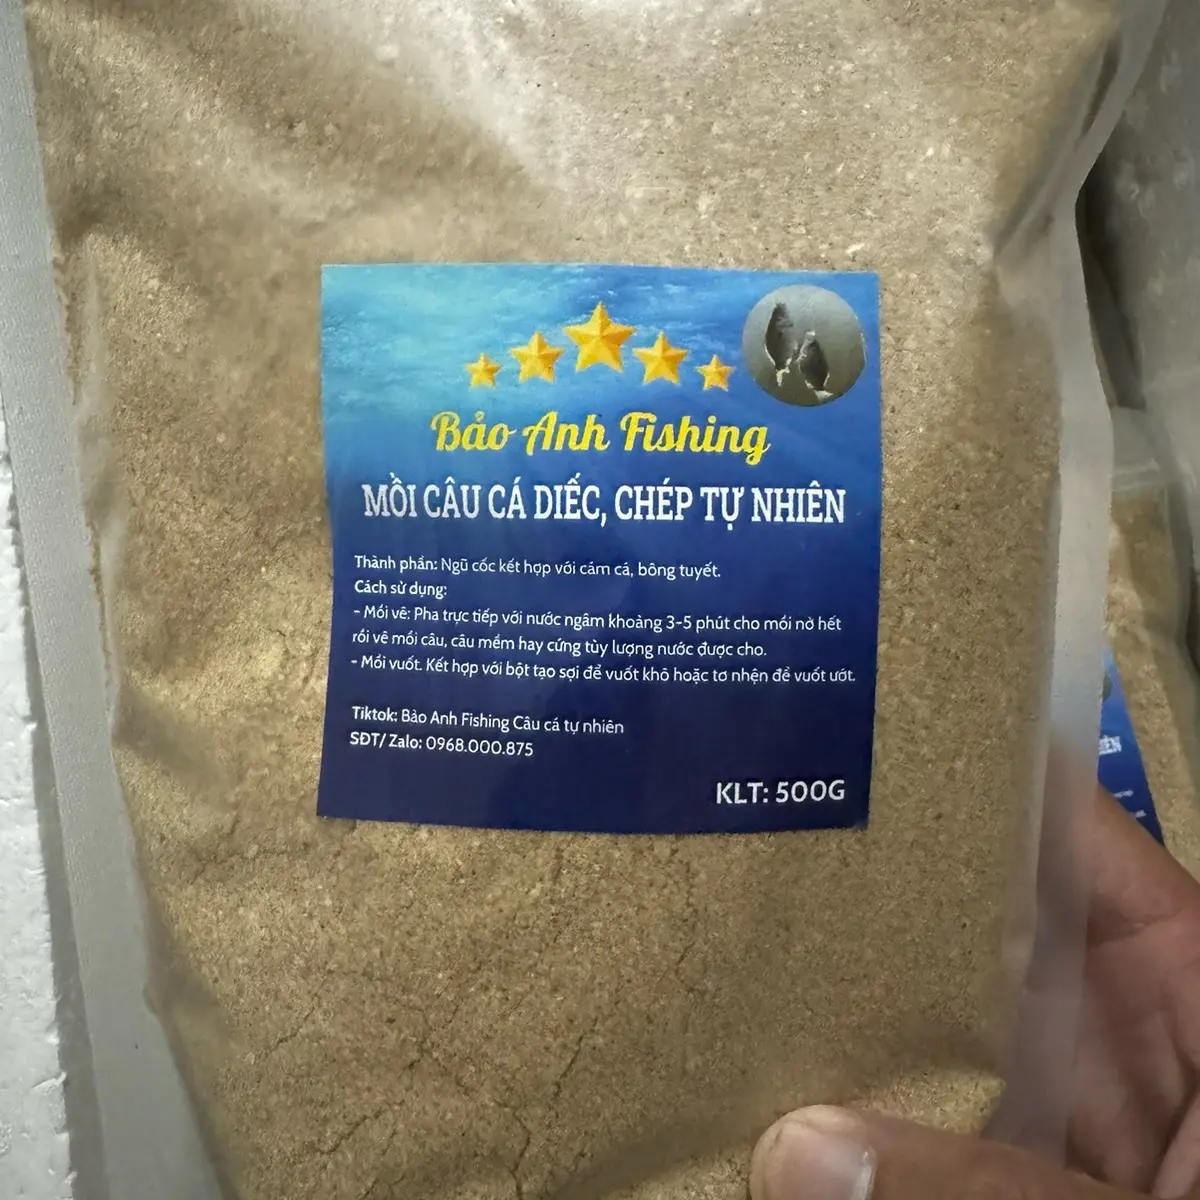 Bảo Anh Fishing
MỒI CÂU CÁ DIẾC, CHÉP TỰ NHIÊN
Thành phần: Ngũ cốc kết hợp với cám cá, bông tuyết.
Cách sử dụng:
- Mồi vê: Pha trực tiếp với nước ngâm khoảng 3-5 phút cho mồi nở hết
rồi vê mồi câu, câu mềm hay cứng tùy lượng nước được cho.
- Mồi vuốt. Kết hợp với bột tạo sợi để vuốt khô hoặc tơ nhện để vuốt ướt.
Tiktok: Bảo Anh Fishing Câu cá tự nhiên
SĐT/ Zalo: 0968.000.875
KLT: 500G